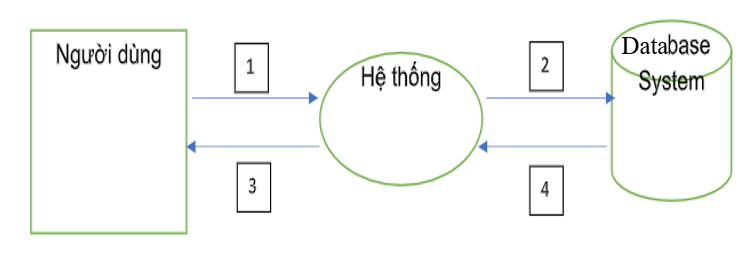 Người dùng
1
Hệ thống
2
Database
System
3
4